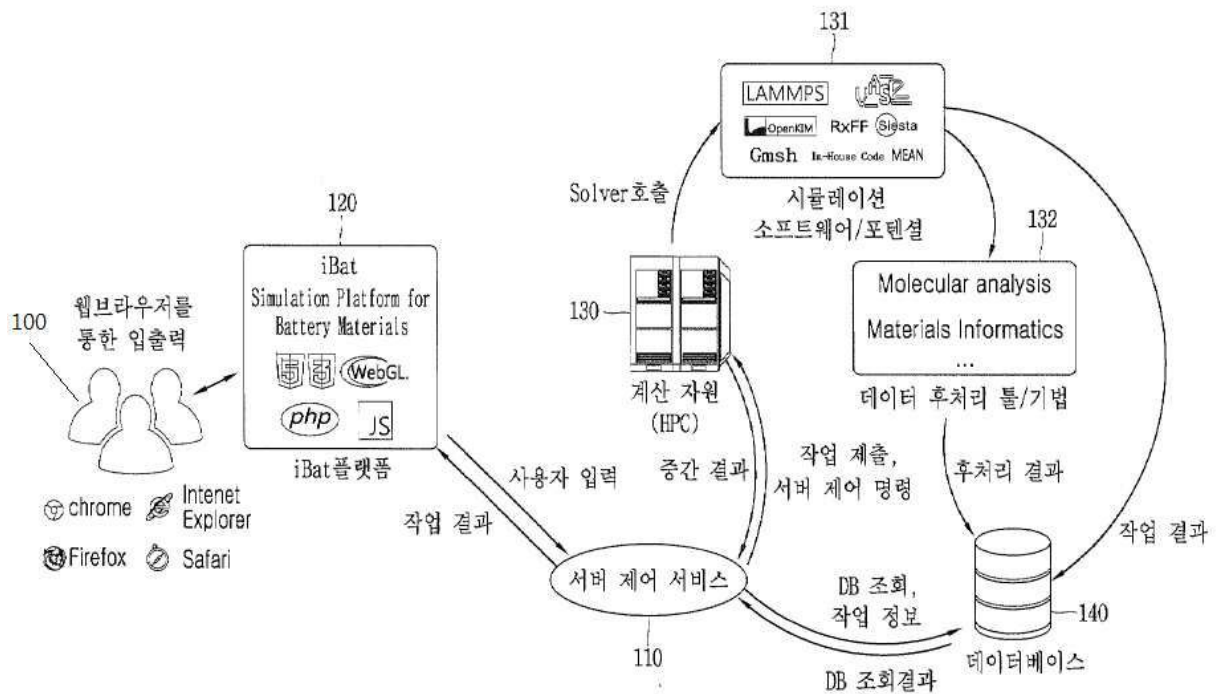 131
LAMMPS
VASP
OpenKIM
RxFF
Siesta
Gmsh
In-House Code
MEAN
시뮬레이션
소프트웨어/포텐셜
Solver호출
120
iBat
Simulation Platform for
Battery Materials
WebGL.
php
JS
iBat플랫폼
100
웹브라우저를
통한 입출력
chrome
Intenet
Explorer
Firefox
Safari
130
계산 자원
(HPC)
132
Molecular analysis
Materials Informatics
...
데이터 후처리 툴/기법
사용자 입력
작업 결과
중간 결과
작업 제출,
서버 제어 명령
후처리 결과
작업 결과
서버 제어 서비스
110
DB 조회,
작업 정보
DB 조회결과
140
데이터베이스